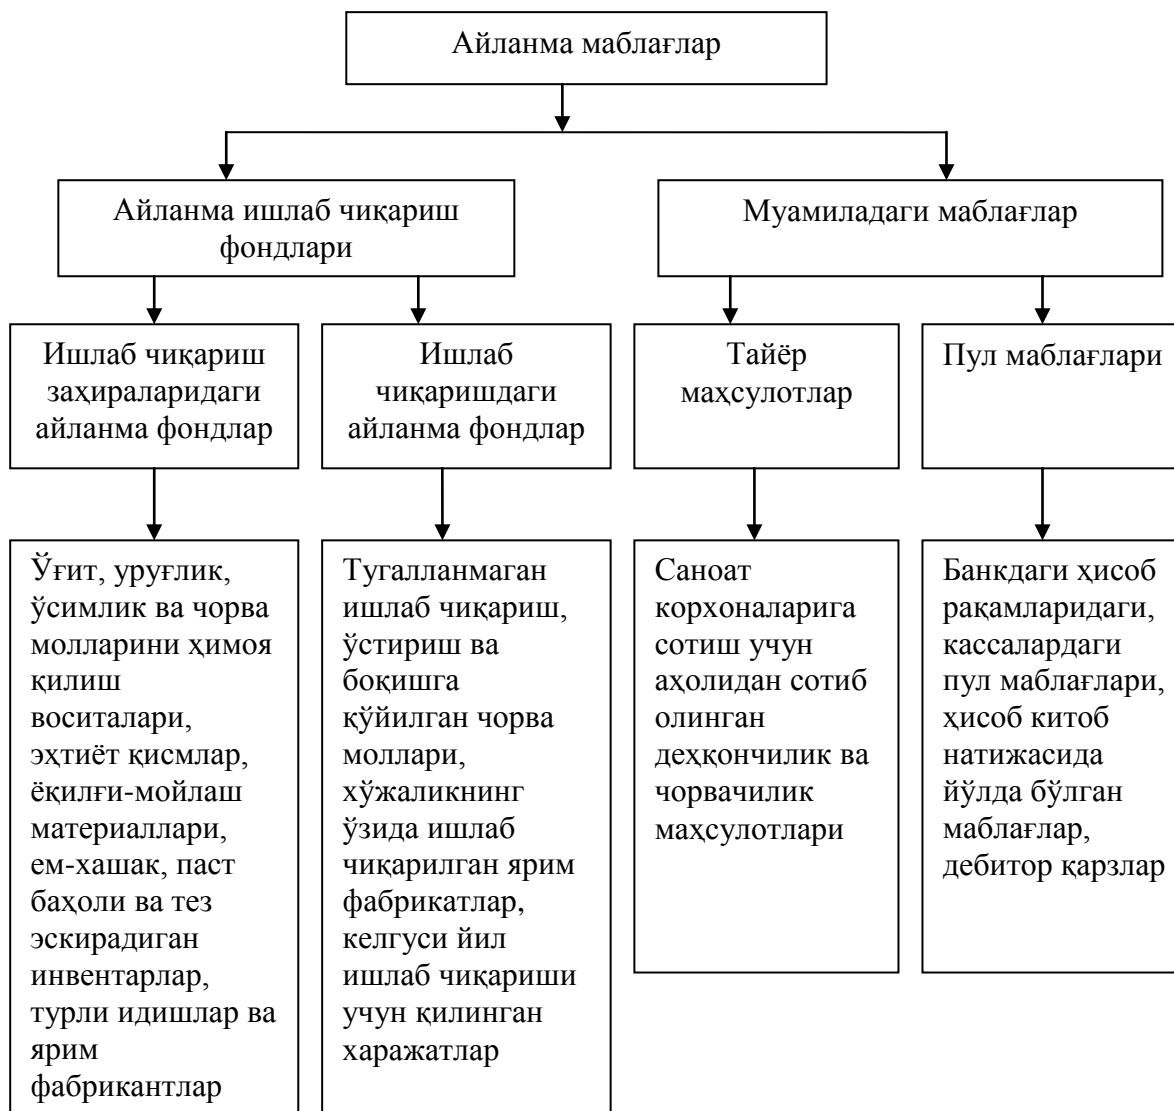 Айланма маблағлар
Айланма ишлаб чиқариш
фондлари
Муамиладаги маблағлар
Ишлаб чиқариш
заҳираларидаги
айланма фондлар
Ишлаб
чиқаришдаги
айланма фондлар
Тайёр
маҳсулотлар
Пул маблағлари
Ўғит, уруғлик,
ўсимлик ва чорва
молларини ҳимоя
қилиш
воситалари,
эҳтиёт қисмлар,
ёқилғи-мойлаш
материаллари,
ем-хашак, паст
баҳоли ва тез
эскирадиган
инвентарлар,
турли идишлар ва
ярим
фабрикантлар
Тугалланмаган
ишлаб чиқариш,
ўстириш ва
боқишга
қўйилган чорва
моллари,
хўжаликнинг
ўзида ишлаб
чиқарилган ярим
фабрикатлар,
келгуси йил
ишлаб чиқариши
учун қилинган
харажатлар
Саноат
корхоналарига
сотиш учун
аҳолидан сотиб
олинган
деҳқончилик ва
чорвачилик
маҳсулотлари
Банкдаги ҳисоб
рақамларидаги,
кассалардаги
пул маблағлари,
ҳисоб китоб
натижасида
йўлда бўлган
маблағлар,
дебитор қарзлар